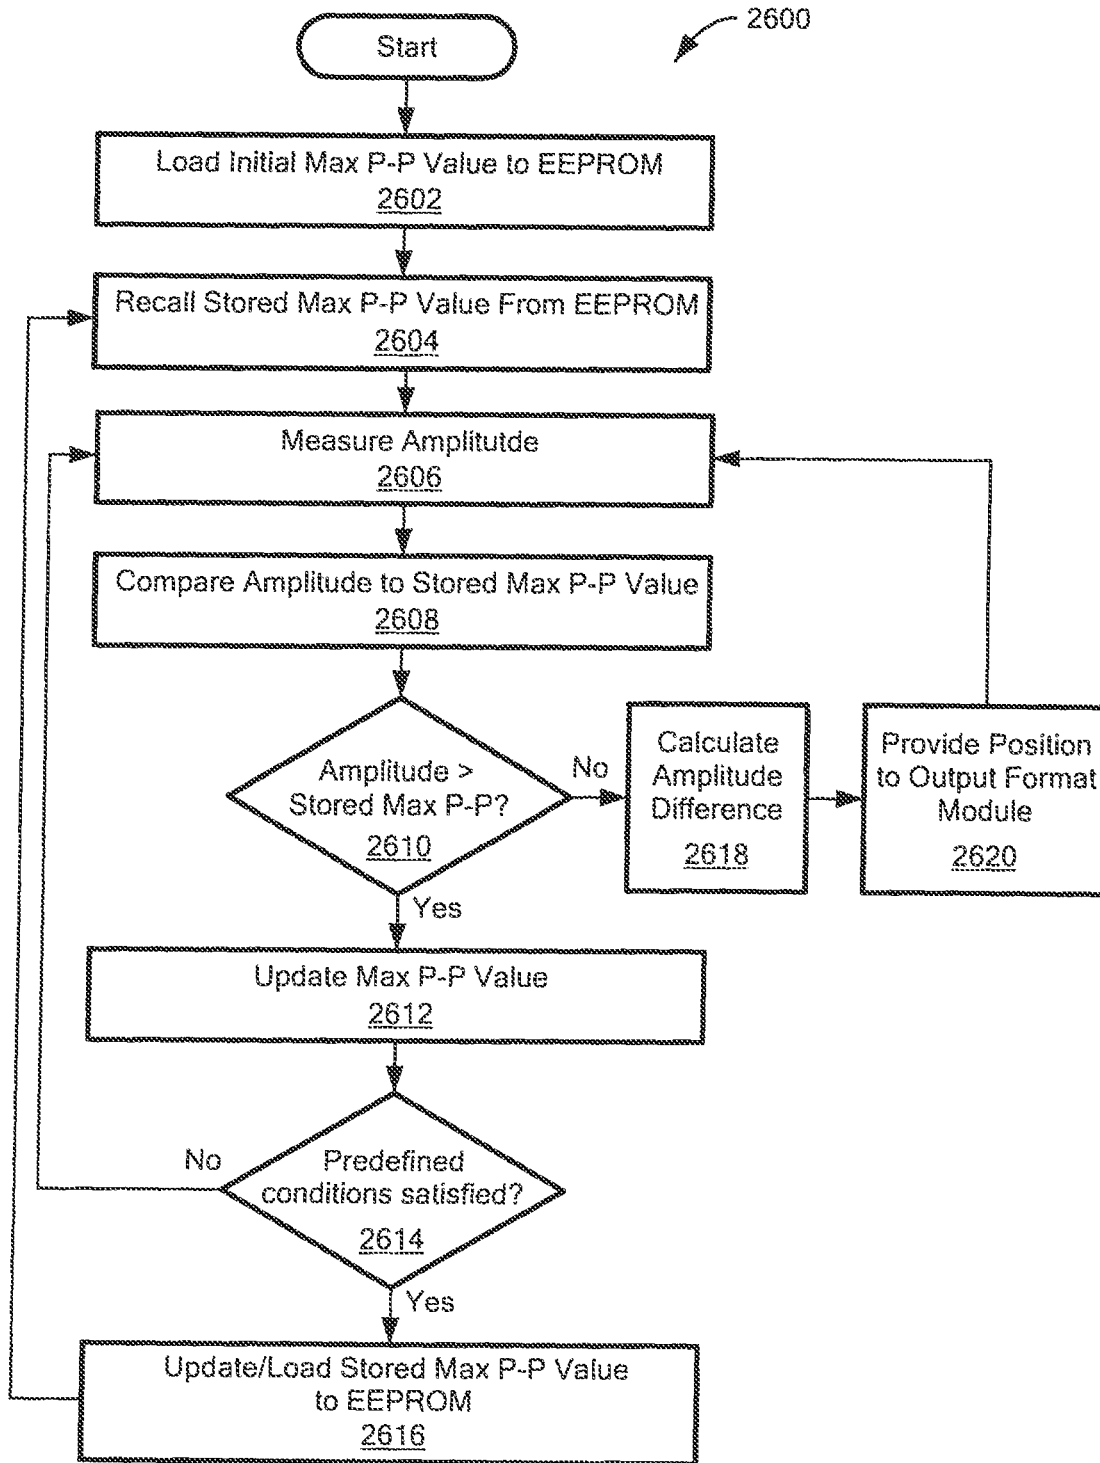 2600
Start
Load Initial Max P-P Value to EEPROM
2602
Recall Stored Max P-P Value From EEPROM
2604
Measure Amplitutde
2606
Compare Amplitude to Stored Max P-P Value
2608
Amplitude >
Stored Max P-P?
2610
No
Calculate
Amplitude
Difference
2618
Provide Position
to Output Format
Module
2620
Yes
Update Max P-P Value
2612
No
Predefined
conditions satisfied?
2614
Yes
Update/Load Stored Max P-P Value
to EEPROM
2616